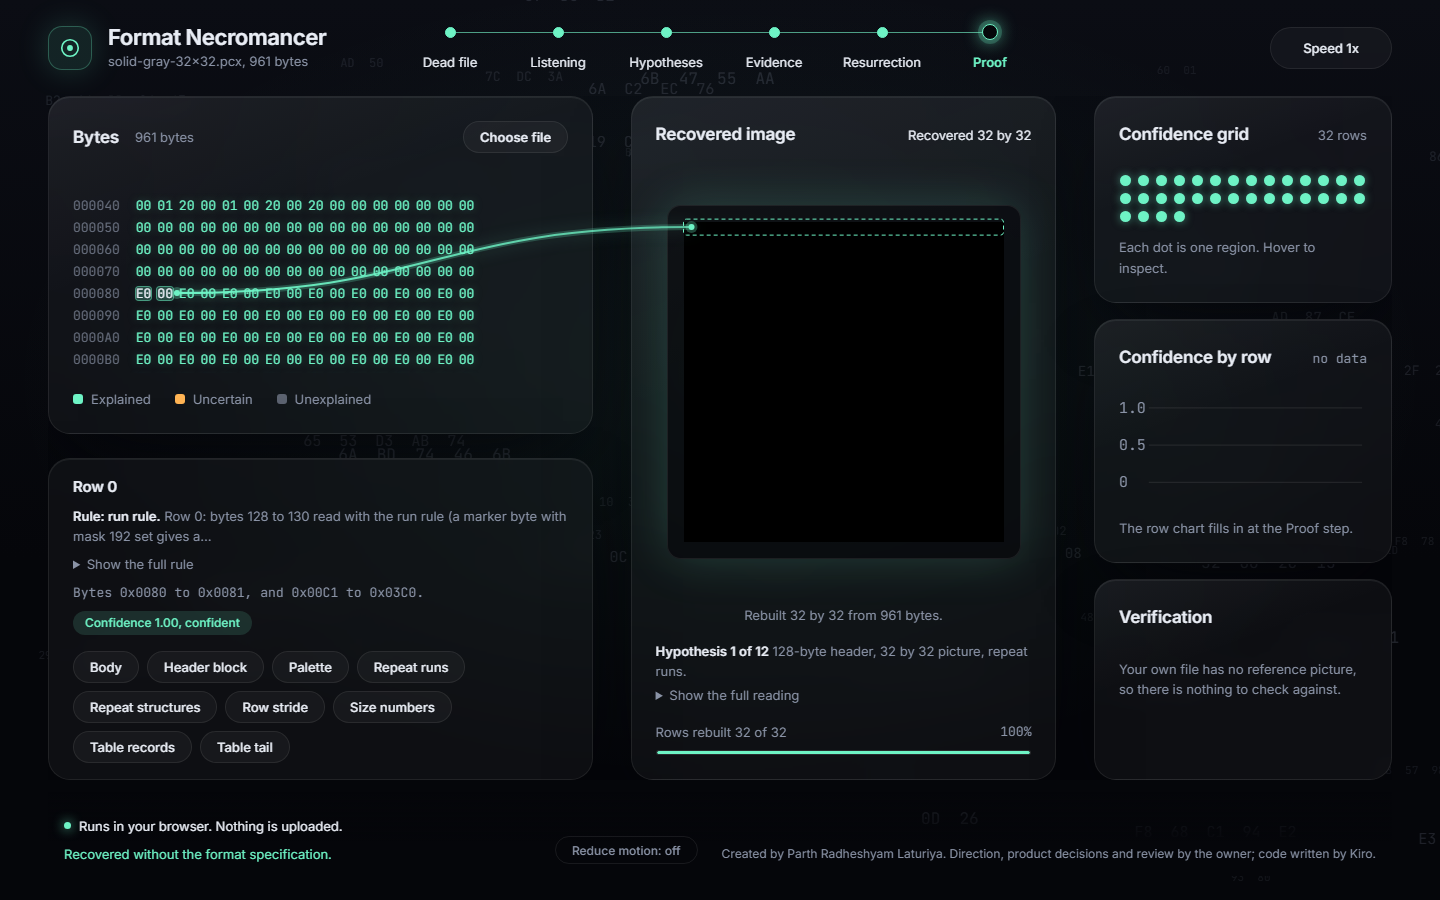 Format Necromancer
solid-gray-32×32.pcx, 961 bytes
Dead file
Listening
Hypotheses
Evidence
Resurrection
Proof
Speed 1x
Bytes
961 bytes
Choose file
000040 00 01 20 00 01 00 20 00 20 00 00 00 00 00 00 00
000050 00 00 00 00 00 00 00 00 00 00 00 00 00 00 00 00
000060 00 00 00 00 00 00 00 00 00 00 00 00 00 00 00 00
000070 00 00 00 00 00 00 00 00 00 00 00 00 00 00 00 00
000080 E0 00 E0 00 E0 00 E0 00 E0 00 E0 00 E0 00 E0 00
000090 E0 00 E0 00 E0 00 E0 00 E0 00 E0 00 E0 00 E0 00
0000A0 E0 00 E0 00 E0 00 E0 00 E0 00 E0 00 E0 00 E0 00
0000B0 E0 00 E0 00 E0 00 E0 00 E0 00 E0 00 E0 00 E0 00
Explained
Uncertain
Unexplained
Row 0
Rule: run rule. Row 0: bytes 128 to 130 read with the run rule (a marker byte with
mask 192 set gives a...
Show the full rule
Bytes 0x0080 to 0x0081, and 0x00C1 to 0x03C0.
Confidence 1.00, confident
Body
Header block
Palette
Repeat runs
Repeat structures
Row stride
Size numbers
Table records
Table tail
Recovered image
Recovered 32 by 32
Rebuilt 32 by 32 from 961 bytes.
Hypothesis 1 of 12 128-byte header, 32 by 32 picture, repeat
runs.
Show the full reading
Rows rebuilt 32 of 32
100%
Confidence grid
32 rows
Each dot is one region. Hover to
inspect.
Confidence by row
no data
1.0
0.5
0
The row chart fills in at the Proof step.
Verification
Your own file has no reference picture,
so there is nothing to check against.
Runs in your browser. Nothing is uploaded.
Recovered without the format specification.
Reduce motion: off
Created by Parth Radheshyam Laturiya. Direction, product decisions and review by the owner; code written by Kiro.